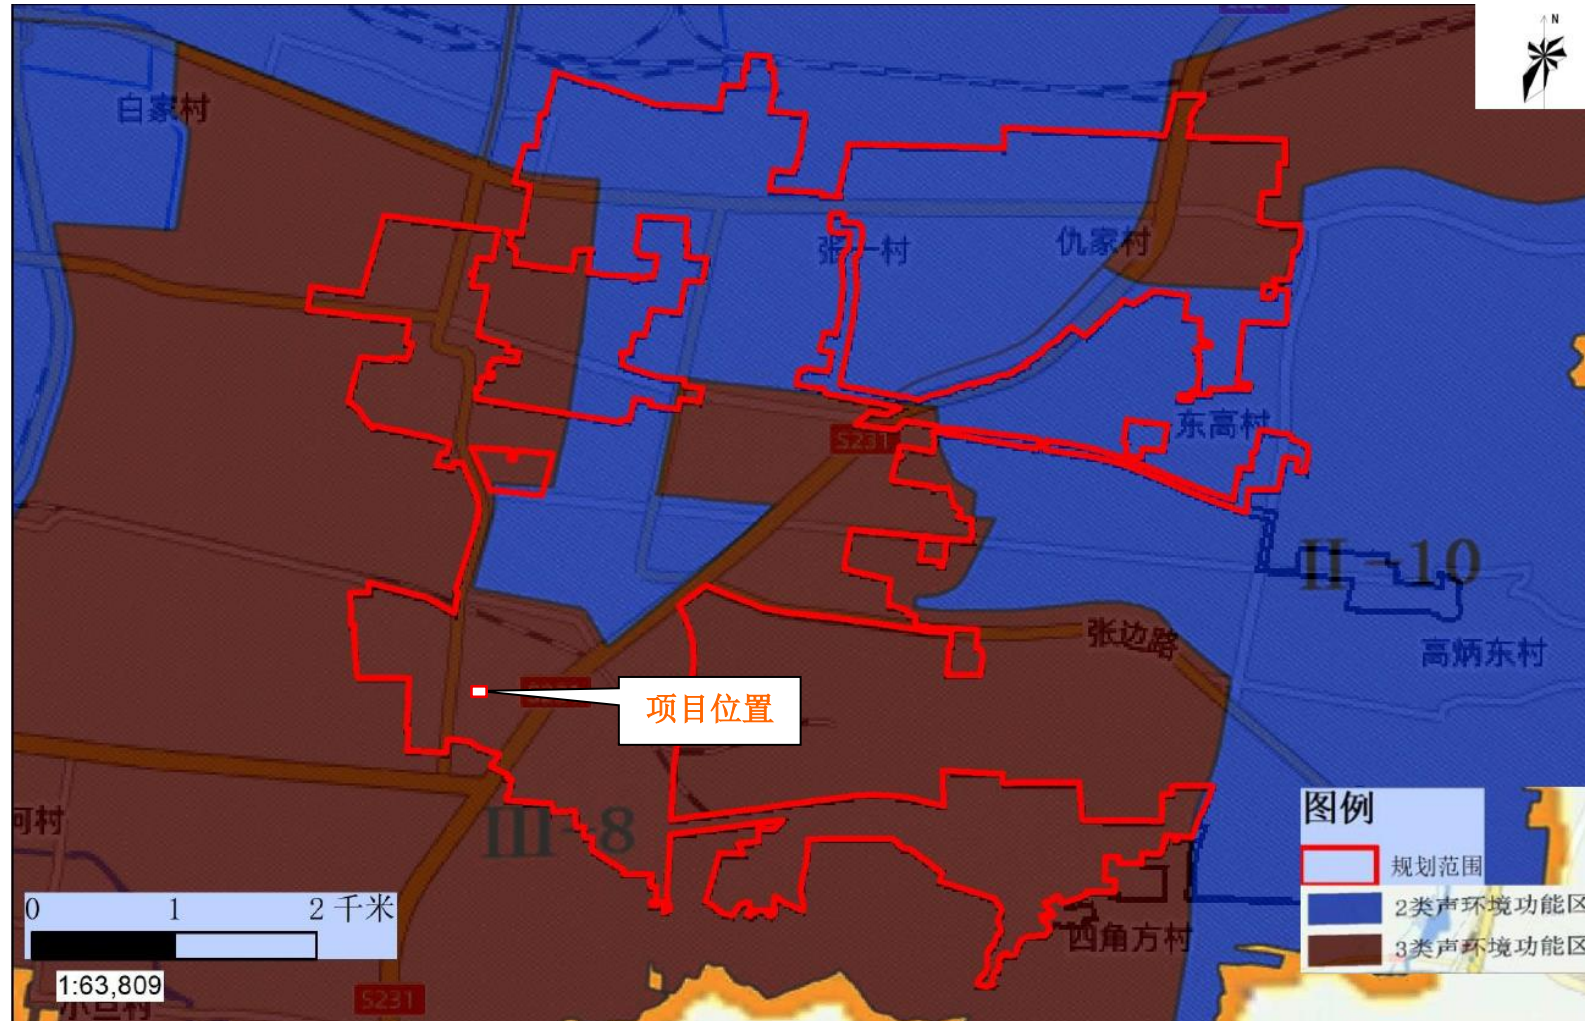 N
白家村
张一村
仇家村
东高村
S231
II-10
张边路
高炳东村
项目位置
III-8
河村
图例
规划范围
2类声环境功能区
3类声环境功能区
0 1 2 千米
1:63,809
四角方村
S231